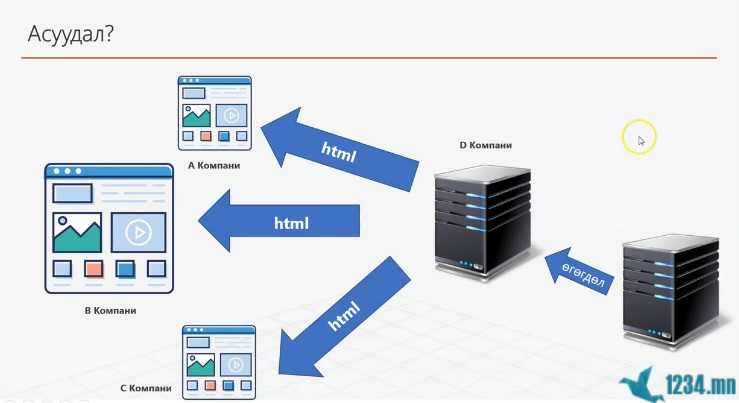 Асуудал?
A Компани
html
D Компани
html
B Компани
өгөгдөл
html
C Компани
1234.mn